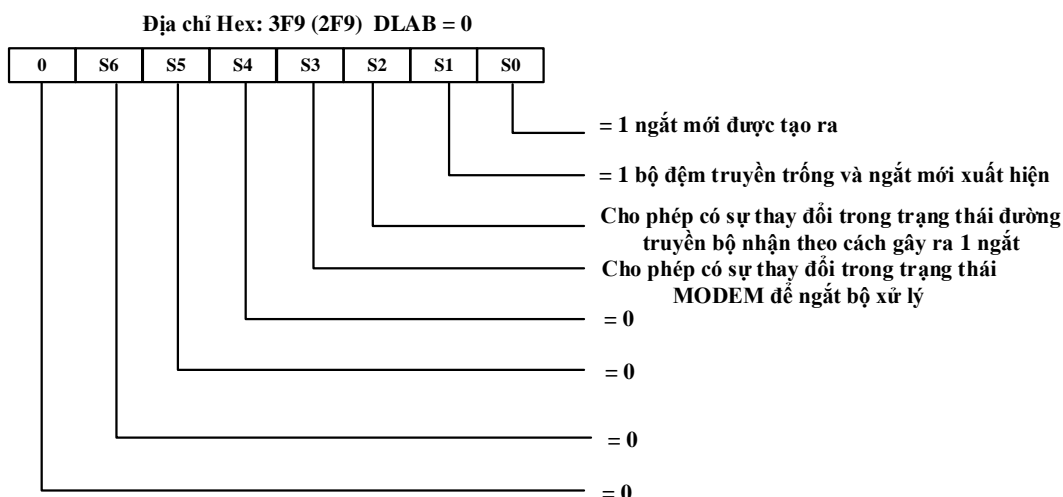 Địa chỉ Hex: 3F9 (2F9) DLAB = 0
0 S6 S5 S4 S3 S2 S1 S0
= 1 ngắt mới được tạo ra
= 1 bộ đệm truyền trống và ngắt mới xuất hiện
Cho phép có sự thay đổi trong trạng thái đường
truyền bộ nhận theo cách gây ra 1 ngắt
Cho phép có sự thay đổi trong trạng thái
MODEM để ngắt bộ xử lý
= 0
= 0
= 0
= 0